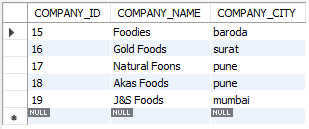 COMPANY_ID COMPANY_NAME COMPANY_CITY
15 Foodies baroda
16 Gold Foods surat
17 Natural Foons pune
18 Akas Foods pune
19 J&S Foods mumbai
NULL NULL NULL